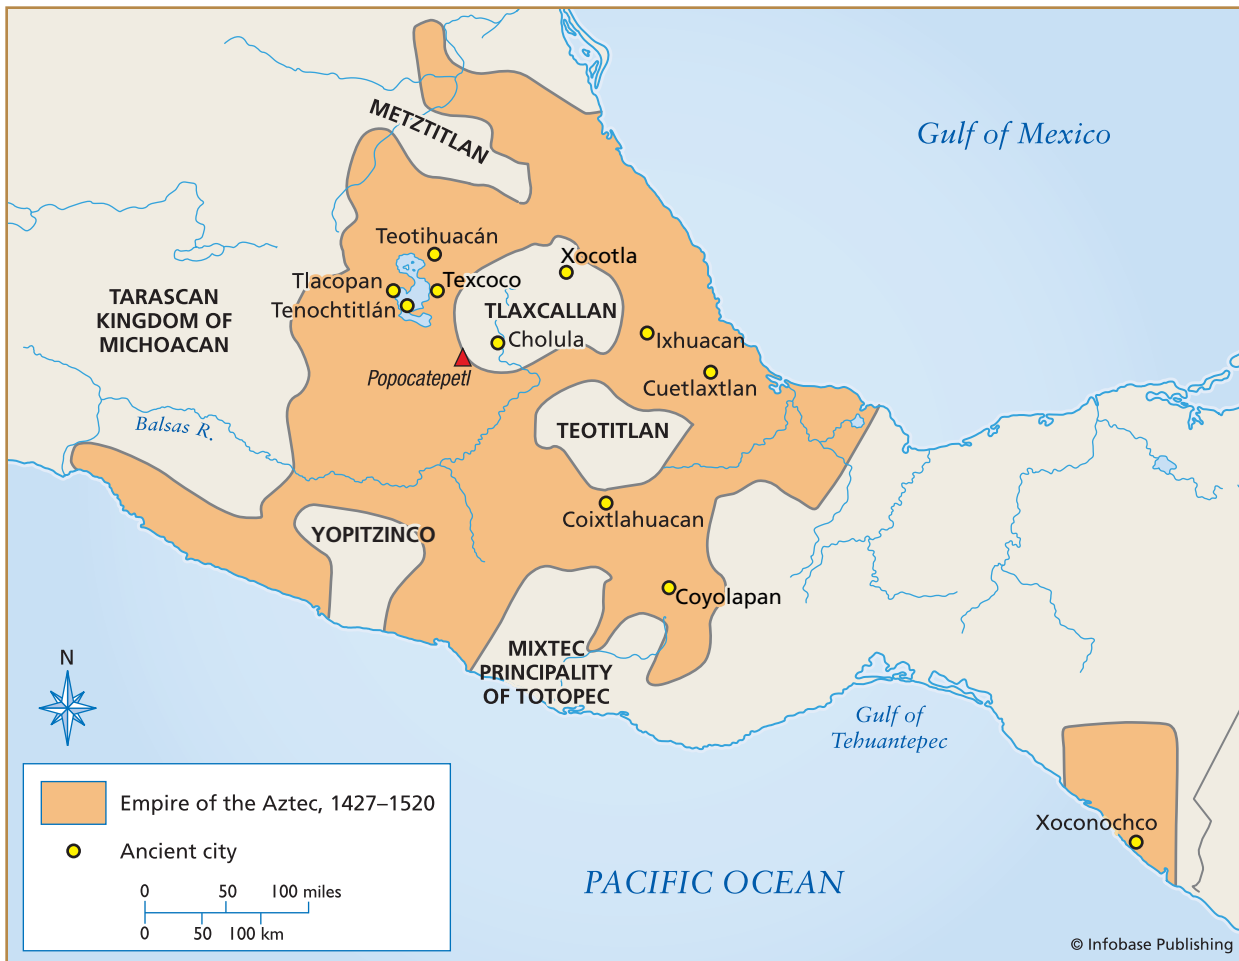 METZTITLAN
Gulf of Mexico
Teotihuacán
Xocotla
Tlacopan
Texcoco
Tenochtitlán
TARASCAN
KINGDOM OF
MICHOACAN
TLAXCALLAN
Cholula
Ixhuacan
Popocatepetl
Cuetlaxtlan
Balsas R.
TEOTITLAN
Coixtlahuacan
YOPITZINCO
Coyolapan
MIXTEC
PRINCIPALITY
OF TOTOPEC
N
Gulf of
Tehuantepec
Xoconochco
PACIFIC OCEAN
Empire of the Aztec, 1427–1520
Ancient city
0 50 100 miles
0 50 100 km
© Infobase Publishing